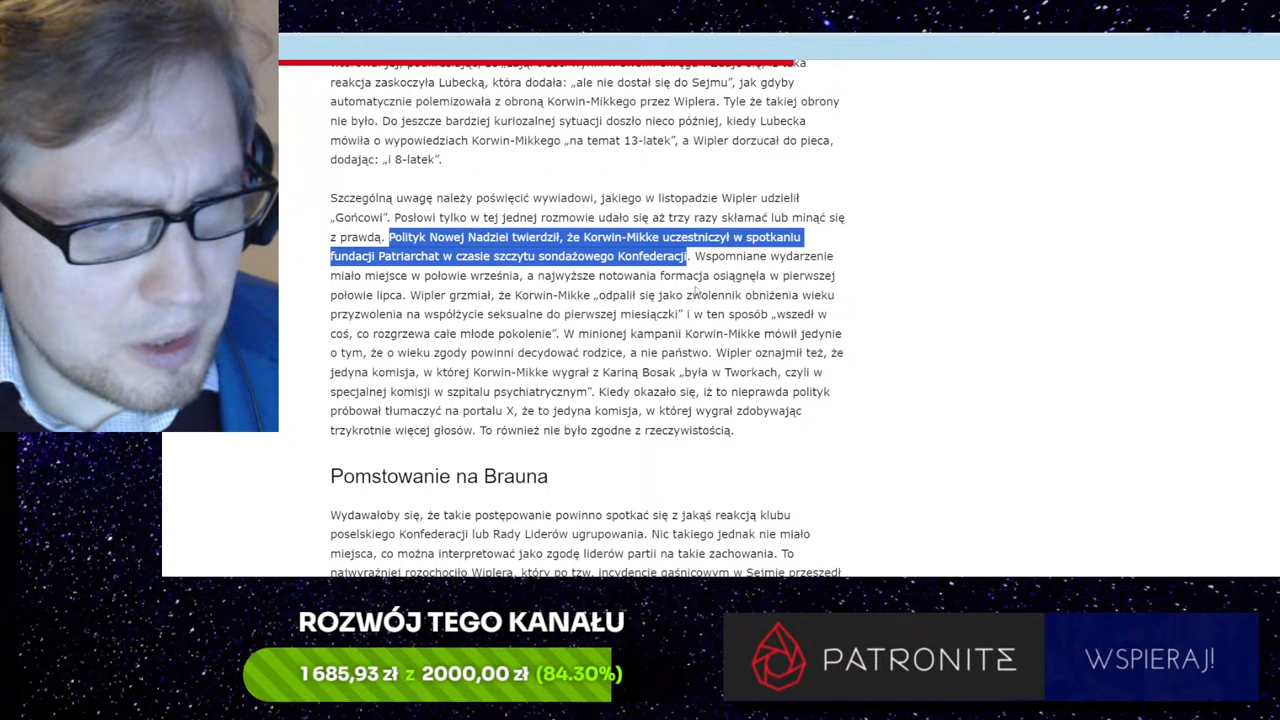 reakcja zaskoczyła Lubecką, która dodała: „ale nie dostał się do Sejmu”, jak gdyby
automatycznie polemizowała z obroną Korwin-Mikkego przez Wiplera. Tyle że takiej obrony
nie było. Do jeszcze bardziej kuriozalnej sytuacji doszło nieco później, kiedy Lubecka
mówiła o wypowiedziach Korwin-Mikkego „na temat 13-latek”, a Wipler dorzucał do pieca,
dodając: „i 8-latek”.
Szczególną uwagę należy poświęcić wywiadowi, jakiego w listopadzie Wipler udzielił
„Gońcowi”. Posłowi tylko w tej jednej rozmowie udało się aż trzy razy skłamać lub minąć się
z prawdą. Polityk Nowej Nadziei twierdził, że Korwin-Mikke uczestniczył w spotkaniu
fundacji Patriarchat w czasie szczytu sondażowego Konfederacji. Wspomniane wydarzenie
miało miejsce w połowie września, a najwyższe notowania formacja osiągnęła w pierwszej
połowie lipca. Wipler grzmiał, że Korwin-Mikke „odpalił się jako zwolennik obniżenia wieku
przyzwolenia na współżycie seksualne do pierwszej miesiączki” i w ten sposób „wszedł w
coś, co rozgrzewa całe młode pokolenie”. W minionej kampanii Korwin-Mikke mówił jedynie
o tym, że o wieku zgody powinni decydować rodzice, a nie państwo. Wipler oznajmił też, że
jedyna komisja, w której Korwin-Mikke wygrał z Kariną Bosak „była w Tworkach, czyli w
specjalnej komisji w szpitalu psychiatrycznym”. Kiedy okazało się, iż to nieprawda polityk
próbował tłumaczyć na portalu X, że to jedyna komisja, w której wygrał zdobywając
trzykrotnie więcej głosów. To również nie było zgodne z rzeczywistością.
Pomstowanie na Brauna
Wydawałoby się, że takie postępowanie powinno spotkać się z jakąś reakcją klubu
poselskiego Konfederacji lub Rady Liderów ugrupowania. Nic takiego jednak nie miało
miejsca, co można interpretować jako zgodę liderów partii na takie zachowania. To
najwyraźniej rozochociło Wiplera, który po tzw. incydencie gaśnicowym w Sejmie przeszedł
ROZWÓJ TEGO KANAŁU
1 685,93 zł z 2000,00 zł (84.30%)
PATRONITE
WSPIERAJ!